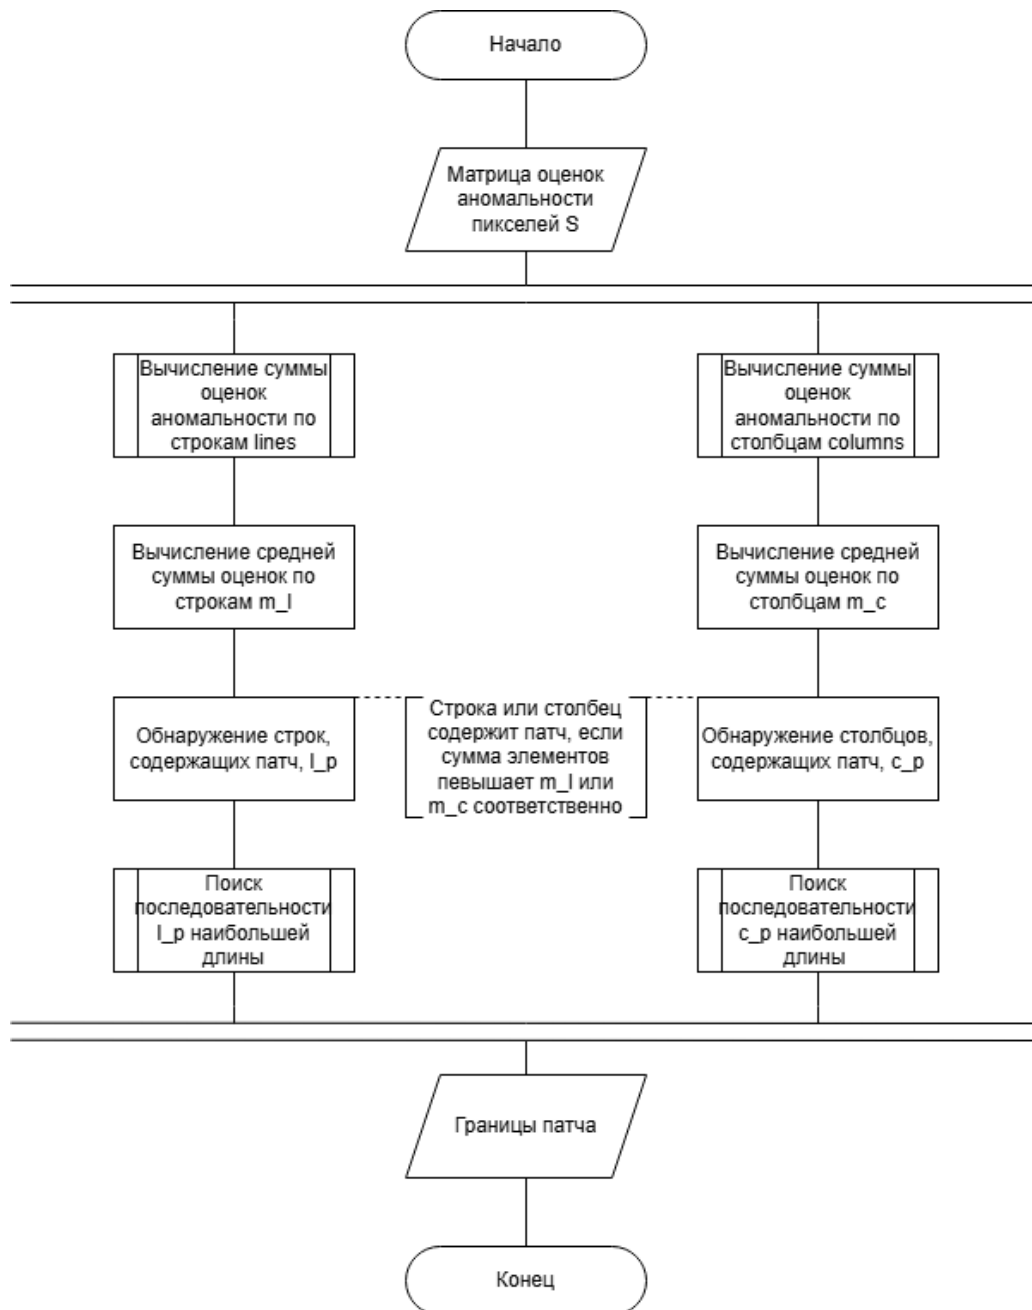 Начало
Матрица оценок
аномальности
пикселей S
Вычисление суммы
оценок
аномальности по
строкам lines
Вычисление суммы
оценок
аномальности по
столбцам columns
Вычисление средней
суммы оценок по
строкам m_l
Вычисление средней
суммы оценок по
столбцам m_c
Обнаружение строк,
содержащих патч, l_p
Строка или столбец
содержит патч, если
сумма элементов
певышает m_l или
m_c соответственно
Обнаружение столбцов,
содержащих патч, c_p
Поиск
последовательности
l_p наибольшей
длины
Поиск
последовательности
c_p наибольшей
длины
Границы патча
Конец